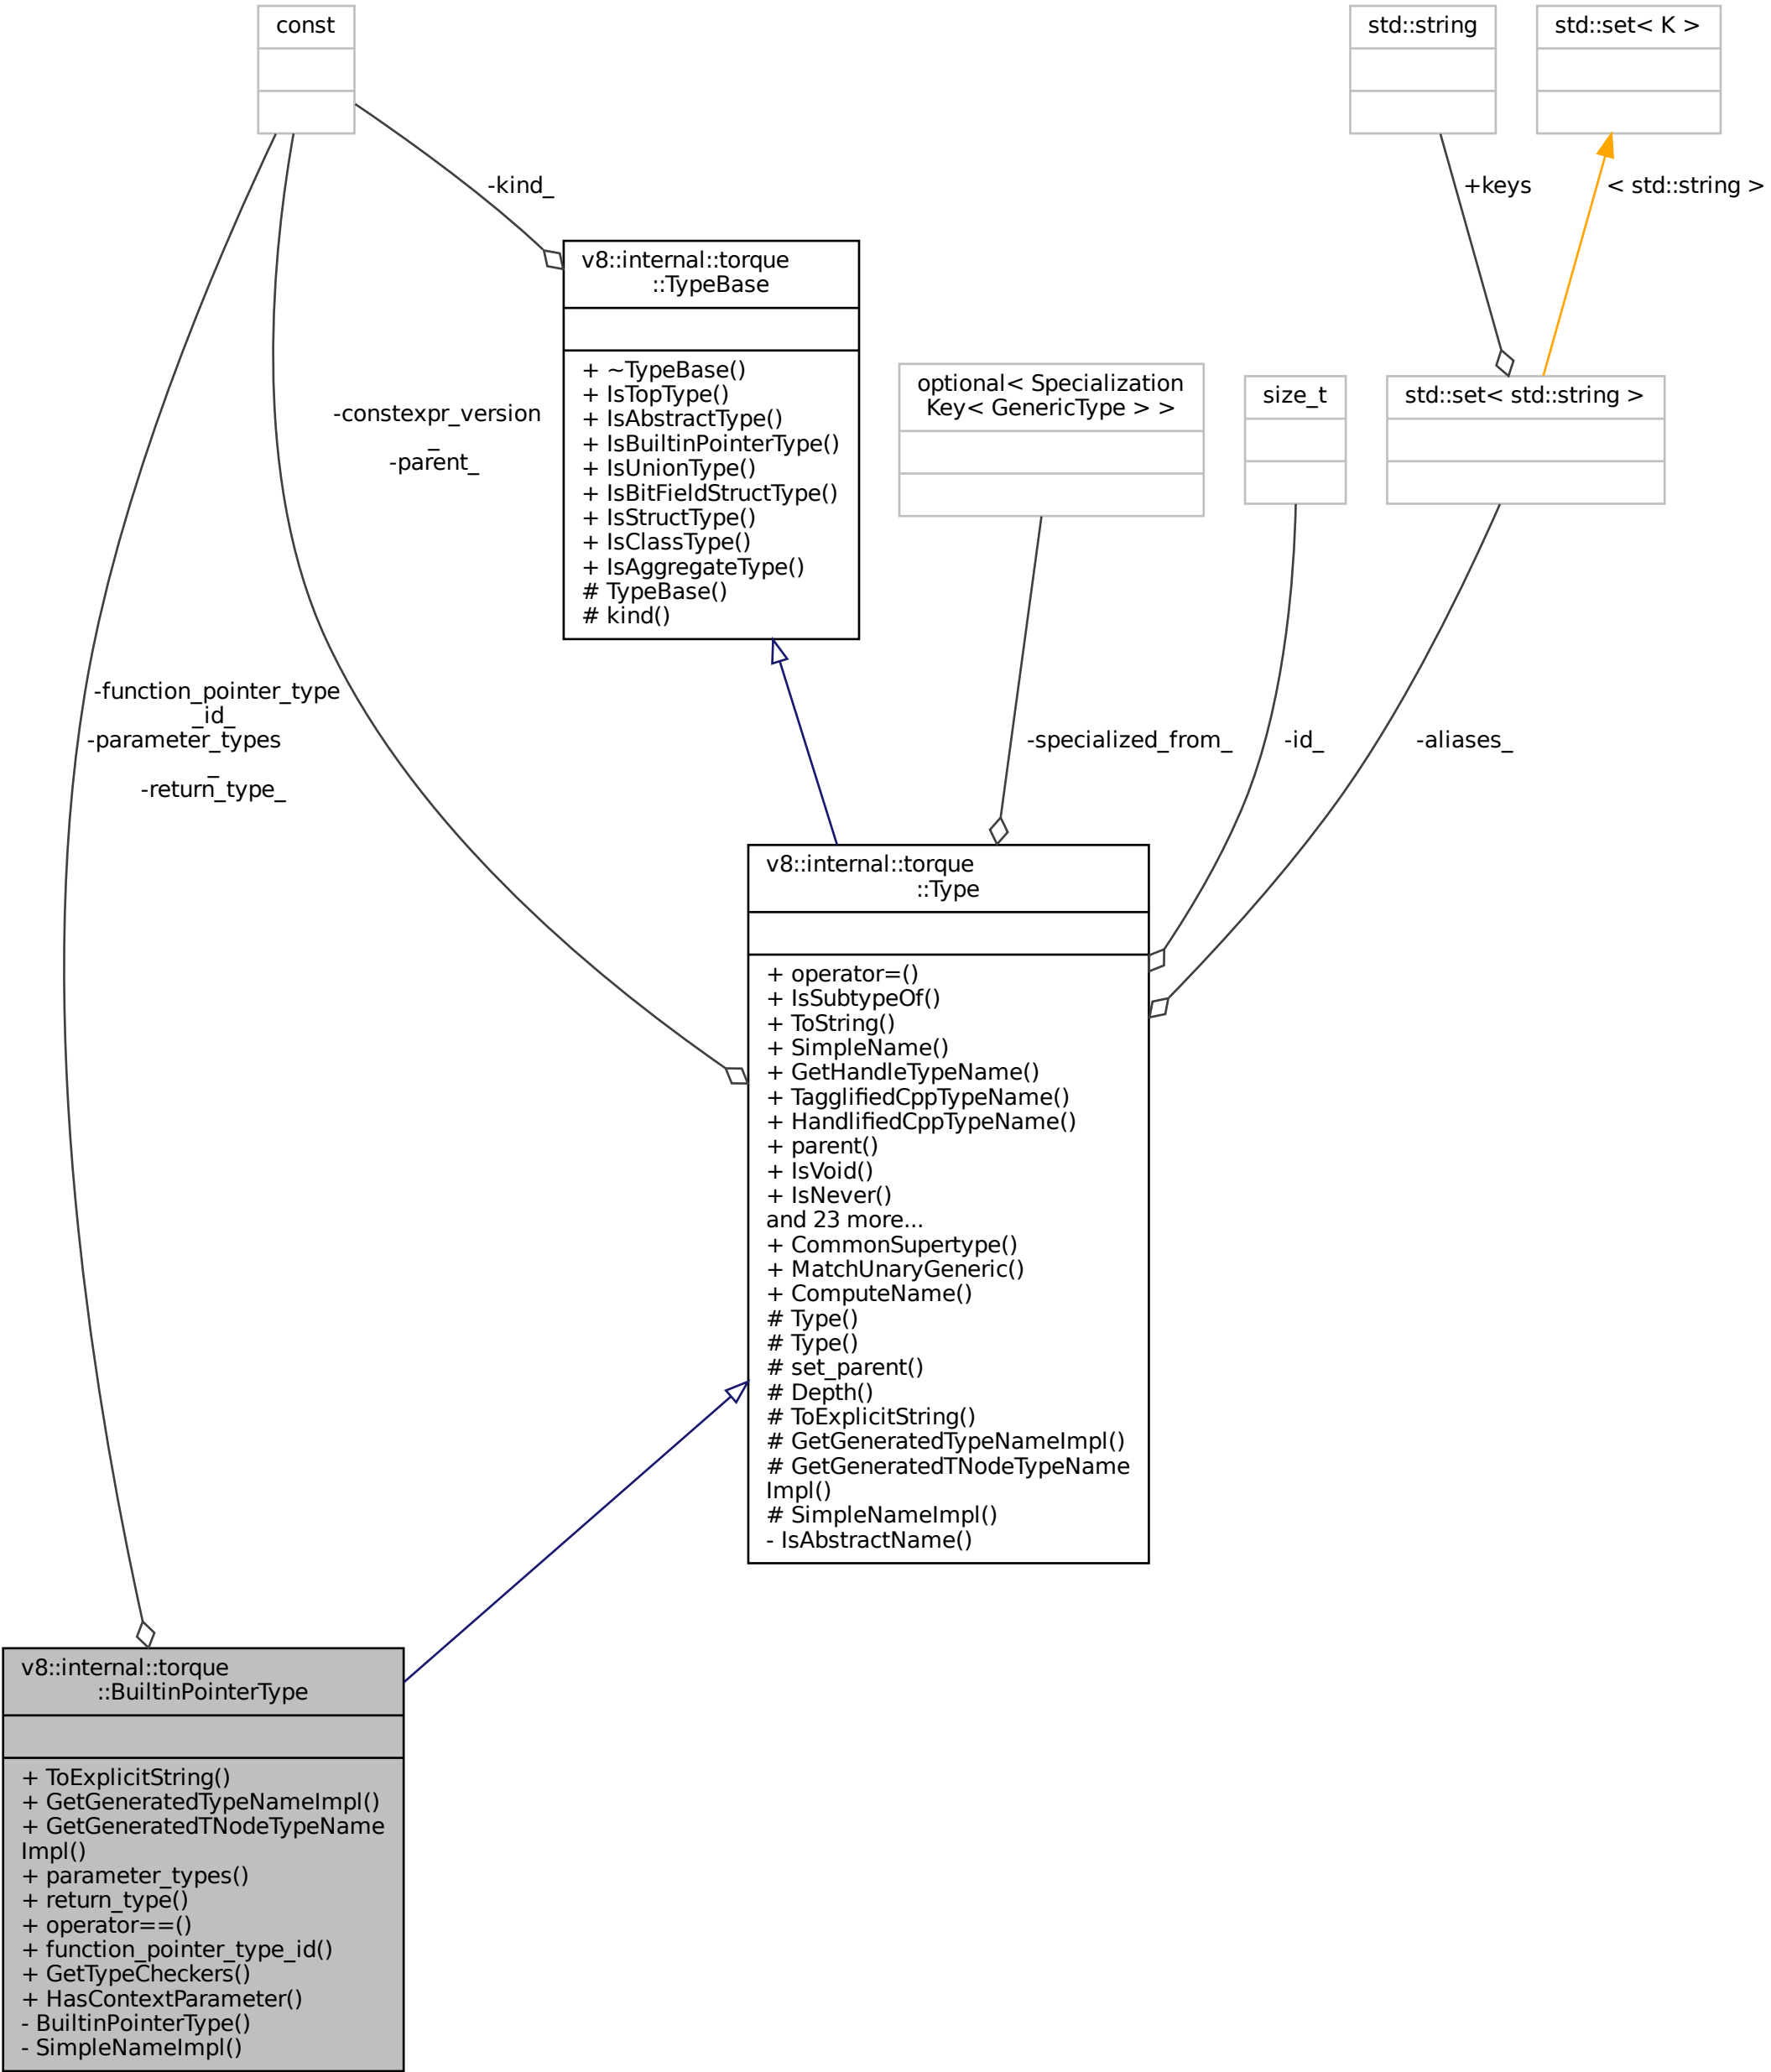 const
std::string
std::set< K >
-kind_
+keys
< std::string >
v8::internal::torque
::TypeBase
+ ~TypeBase()
+ IsTopType()
+ IsAbstractType()
+ IsBuiltinPointerType()
+ IsUnionType()
+ IsBitFieldStructType()
+ IsStructType()
+ IsClassType()
+ IsAggregateType()
# TypeBase()
# kind()
optional< Specialization
Key< GenericType > >
size_t
std::set< std::string >
-constexpr_version
_
-parent_
-function_pointer_type
_id_
-parameter_types
_
-return_type_
-specialized_from_
-id_
-aliases_
v8::internal::torque
::Type
+ operator=()
+ IsSubtypeOf()
+ ToString()
+ SimpleName()
+ GetHandleTypeName()
+ TagglifiedCppTypeName()
+ HandlifiedCppTypeName()
+ parent()
+ IsVoid()
+ IsNever()
and 23 more...
+ CommonSupertype()
+ MatchUnaryGeneric()
+ ComputeName()
# Type()
# Type()
# set_parent()
# Depth()
# ToExplicitString()
# GetGeneratedTypeNameImpl()
# GetGeneratedTNodeTypeName
Impl()
# SimpleNameImpl()
- IsAbstractName()
v8::internal::torque
::BuiltinPointerType
+ ToExplicitString()
+ GetGeneratedTypeNameImpl()
+ GetGeneratedTNodeTypeName
Impl()
+ parameter_types()
+ return_type()
+ operator==()
+ function_pointer_type_id()
+ GetTypeCheckers()
+ HasContextParameter()
- BuiltinPointerType()
- SimpleNameImpl()